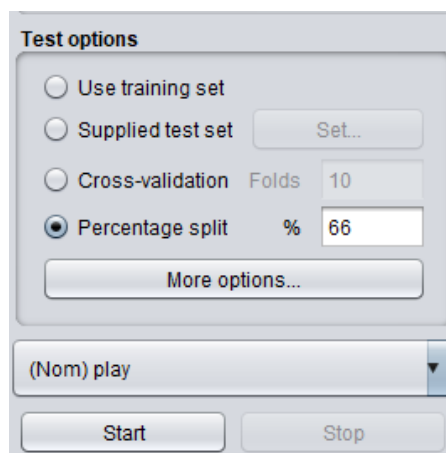 Test options
Use training set
Supplied test set Set...
Cross-validation Folds 10
Percentage split % 66
More options...
(Nom) play
Start Stop